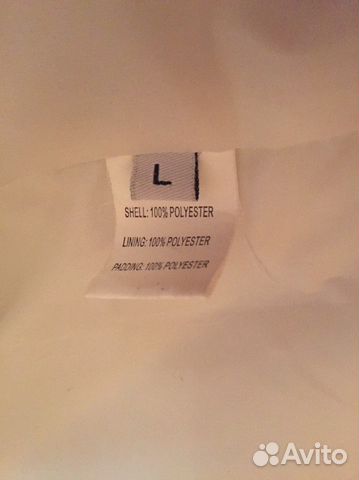 L
SHELL: 100% POLYESTER
LINING: 100% POLYESTER
PADDING: 100% POLYESTER
Avito